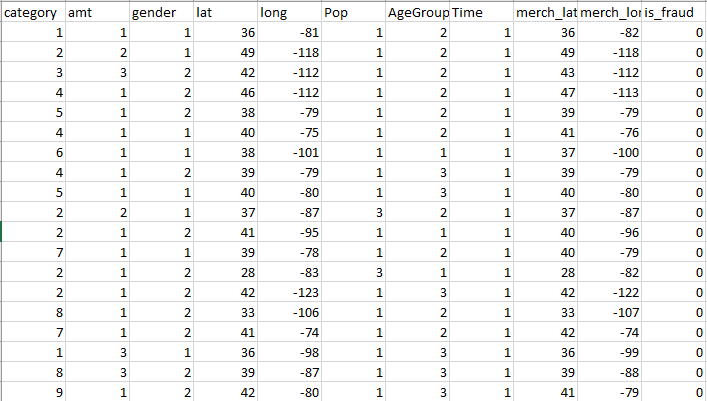 category amt gender lat long Pop AgeGroup Time merch_lat merch_lon is_fraud
1 1 1 36 -81 1 2 1 36 -82 0
2 2 1 49 -118 1 2 1 49 -118 0
3 3 2 42 -112 1 2 1 43 -112 0
4 1 2 46 -112 1 2 1 47 -113 0
5 1 2 38 -79 1 2 1 39 -79 0
4 1 1 40 -75 1 2 1 41 -76 0
6 1 1 38 -101 1 1 1 37 -100 0
4 1 2 39 -79 1 3 1 39 -79 0
5 1 1 40 -80 1 3 1 40 -80 0
2 2 1 37 -87 3 2 1 37 -87 0
2 1 2 41 -95 1 1 1 40 -96 0
7 1 1 39 -78 1 2 1 40 -79 0
2 1 2 28 -83 3 1 1 28 -82 0
2 1 2 42 -123 1 3 1 42 -122 0
8 1 2 33 -106 1 2 1 33 -107 0
7 1 2 41 -74 1 2 1 42 -74 0
1 3 1 36 -98 1 3 1 36 -99 0
8 3 2 39 -87 1 3 1 39 -88 0
9 1 2 42 -80 1 3 1 41 -79 0